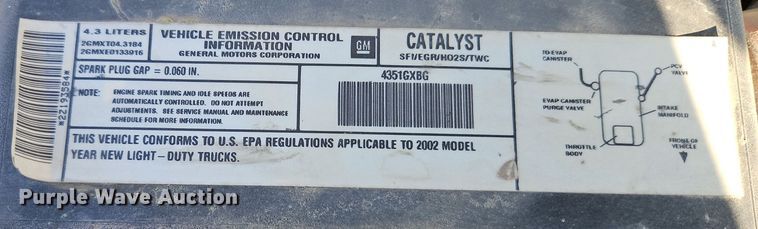 4.3 LITERS
2GMXT04.3184
2GMXE0133916
VEHICLE EMISSION CONTROL
INFORMATION
GENERAL MOTORS CORPORATION
GM
CATALYST
SFI/EGR/HO2S/TWC
SPARK PLUG GAP = 0.060 IN.
NOTE: ENGINE SPARK TIMING AND IDLE SPEEDS ARE
AUTOMATICALLY CONTROLLED. DO NOT ATTEMPT
ADJUSTMENTS. SEE SERVICE MANUAL AND MAINTENANCE
SCHEDULE FOR MORE INFORMATION.
4351GXBG
THIS VEHICLE CONFORMS TO U.S. EPA REGULATIONS APPLICABLE TO 2002 MODEL
YEAR NEW LIGHT-DUTY TRUCKS.
*22193584*
TO EVAP
CANISTER
PCV
VALVE
EVAP CANISTER
PURGE VALVE
INTAKE
MANIFOLD
THROTTLE
BODY
FRONT OF
VEHICLE
Purple Wave Auction